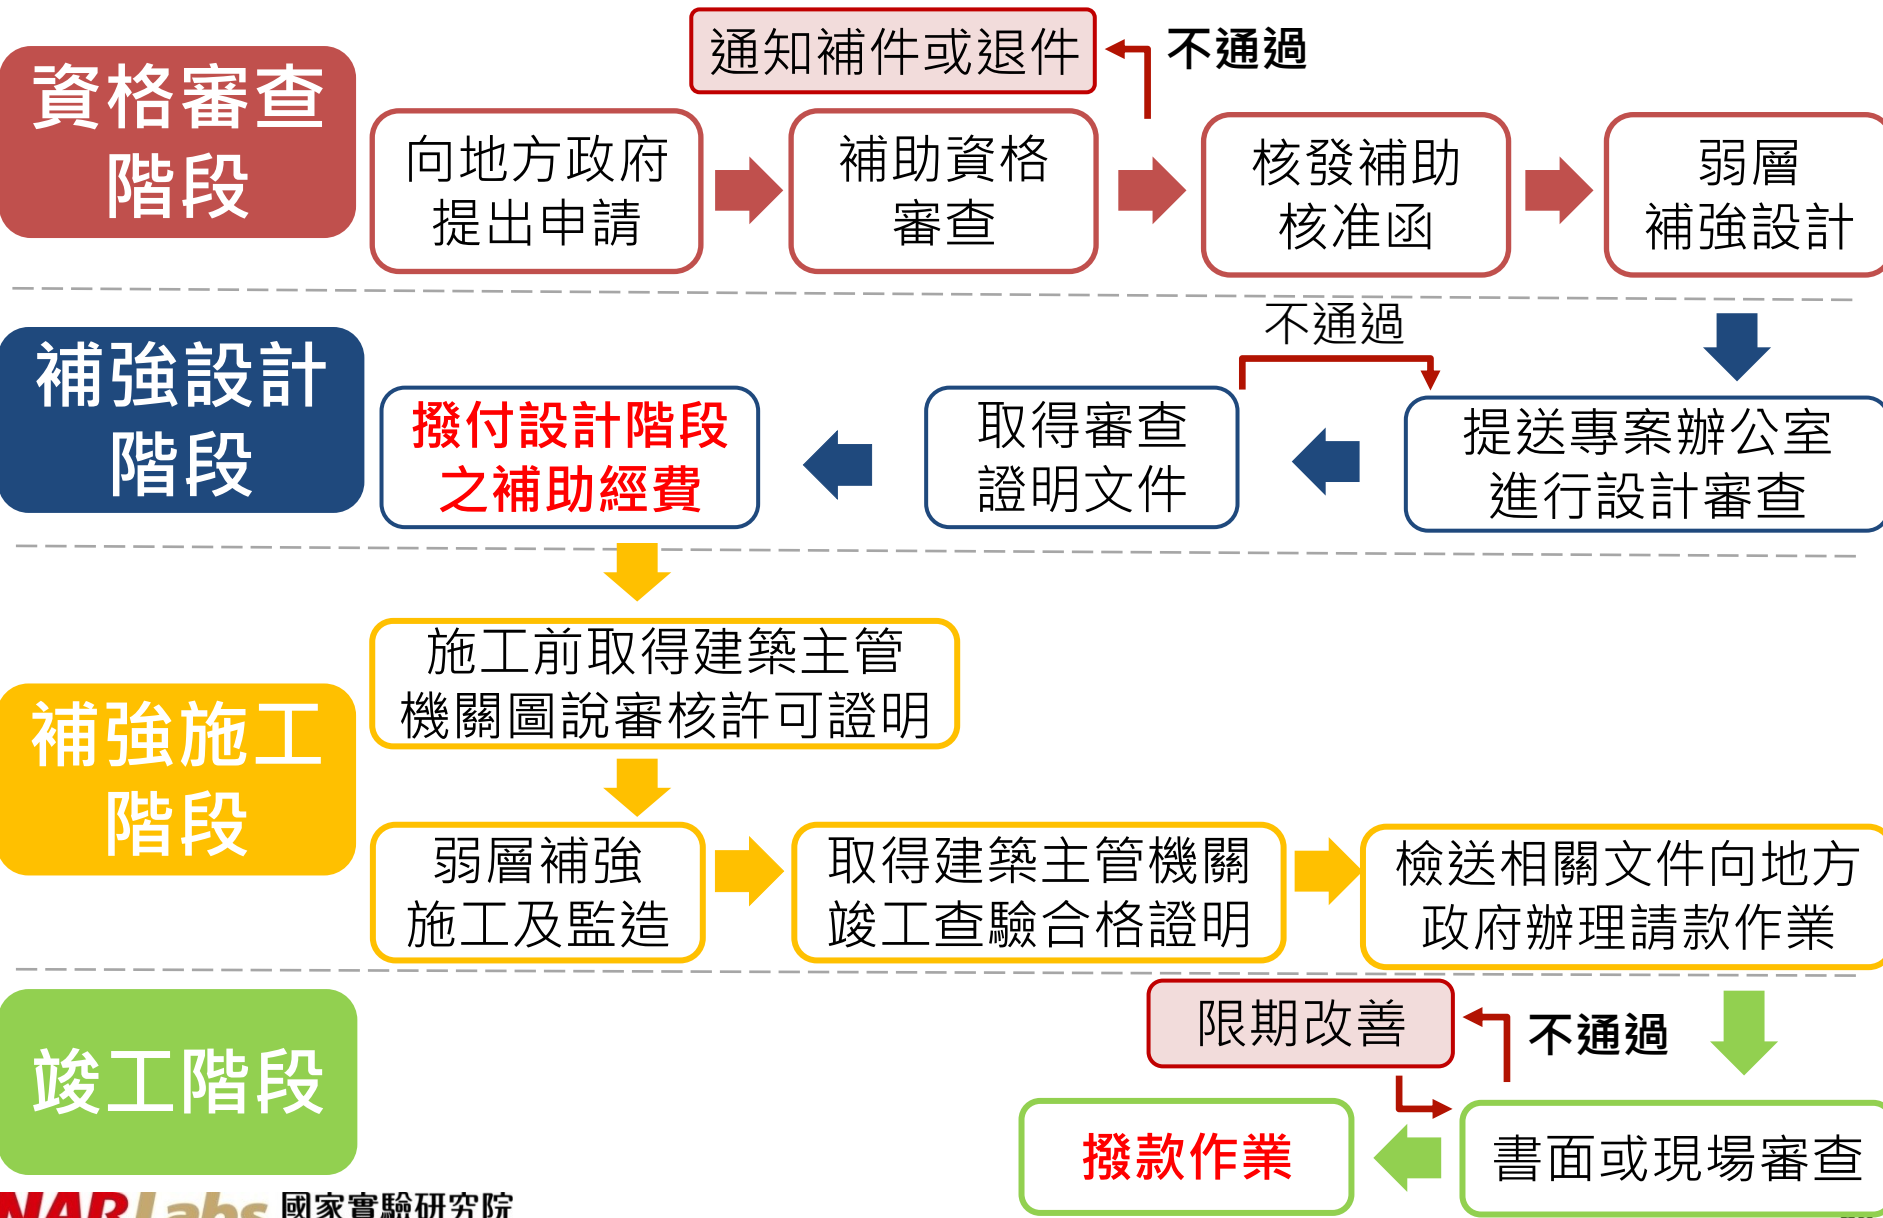 通知補件或退件
不通過
資格審查
階段
向地方政府
提出申請
補助資格
審查
核發補助
核准函
弱層
補強設計
不通過
補強設計
階段
撥付設計階段
之補助經費
取得審查
證明文件
提送專案辦公室
進行設計審查
施工前取得建築主管
機關圖說審核許可證明
補強施工
階段
弱層補強
施工及監造
取得建築主管機關
竣工查驗合格證明
檢送相關文件向地方
政府辦理請款作業
限期改善
不通過
竣工階段
撥款作業
書面或現場審查
NARLabs 國家實驗研究院